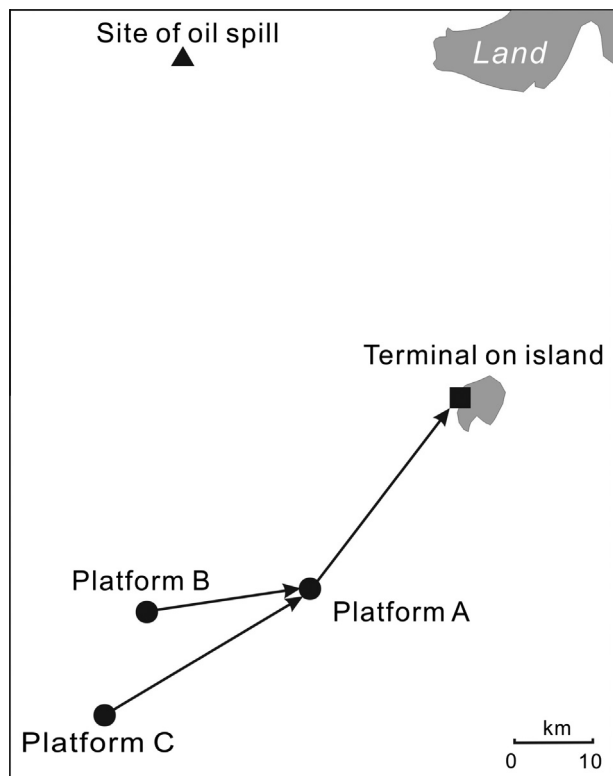 Site of oil spill
Land
Terminal on island
Platform B
Platform A
Platform C
km
0 10